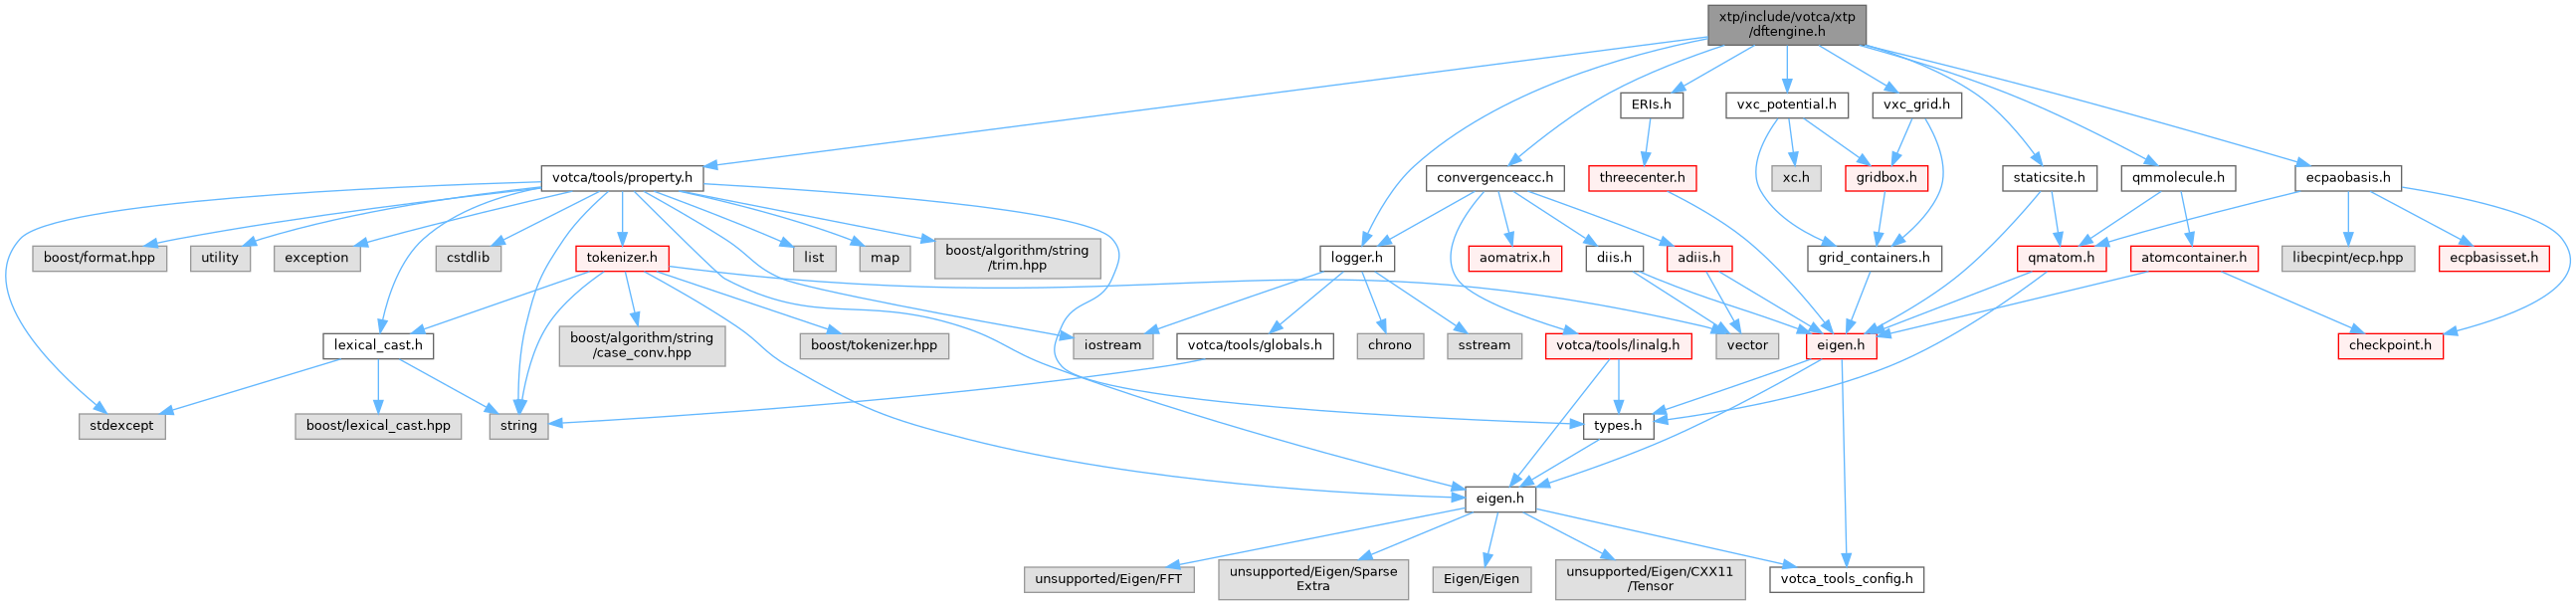 xtp/include/votca/xtp
/dftengine.h
ERIs.h
vxc_potential.h
vxc_grid.h
votca/tools/property.h
convergenceacc.h
threecenter.h
xc.h
gridbox.h
staticsite.h
qmmolecule.h
ecpaobasis.h
boost/format.hpp
utility
exception
cstdlib
tokenizer.h
list
map
boost/algorithm/string
/trim.hpp
logger.h
aomatrix.h
diis.h
adiis.h
grid_containers.h
qmatom.h
atomcontainer.h
libecpint/ecp.hpp
ecpbasisset.h
lexical_cast.h
boost/algorithm/string
/case_conv.hpp
boost/tokenizer.hpp
iostream
votca/tools/globals.h
chrono
sstream
votca/tools/linalg.h
vector
eigen.h
checkpoint.h
stdexcept
boost/lexical_cast.hpp
string
types.h
eigen.h
unsupported/Eigen/FFT
unsupported/Eigen/Sparse
Extra
Eigen/Eigen
unsupported/Eigen/CXX11
/Tensor
votca_tools_config.h